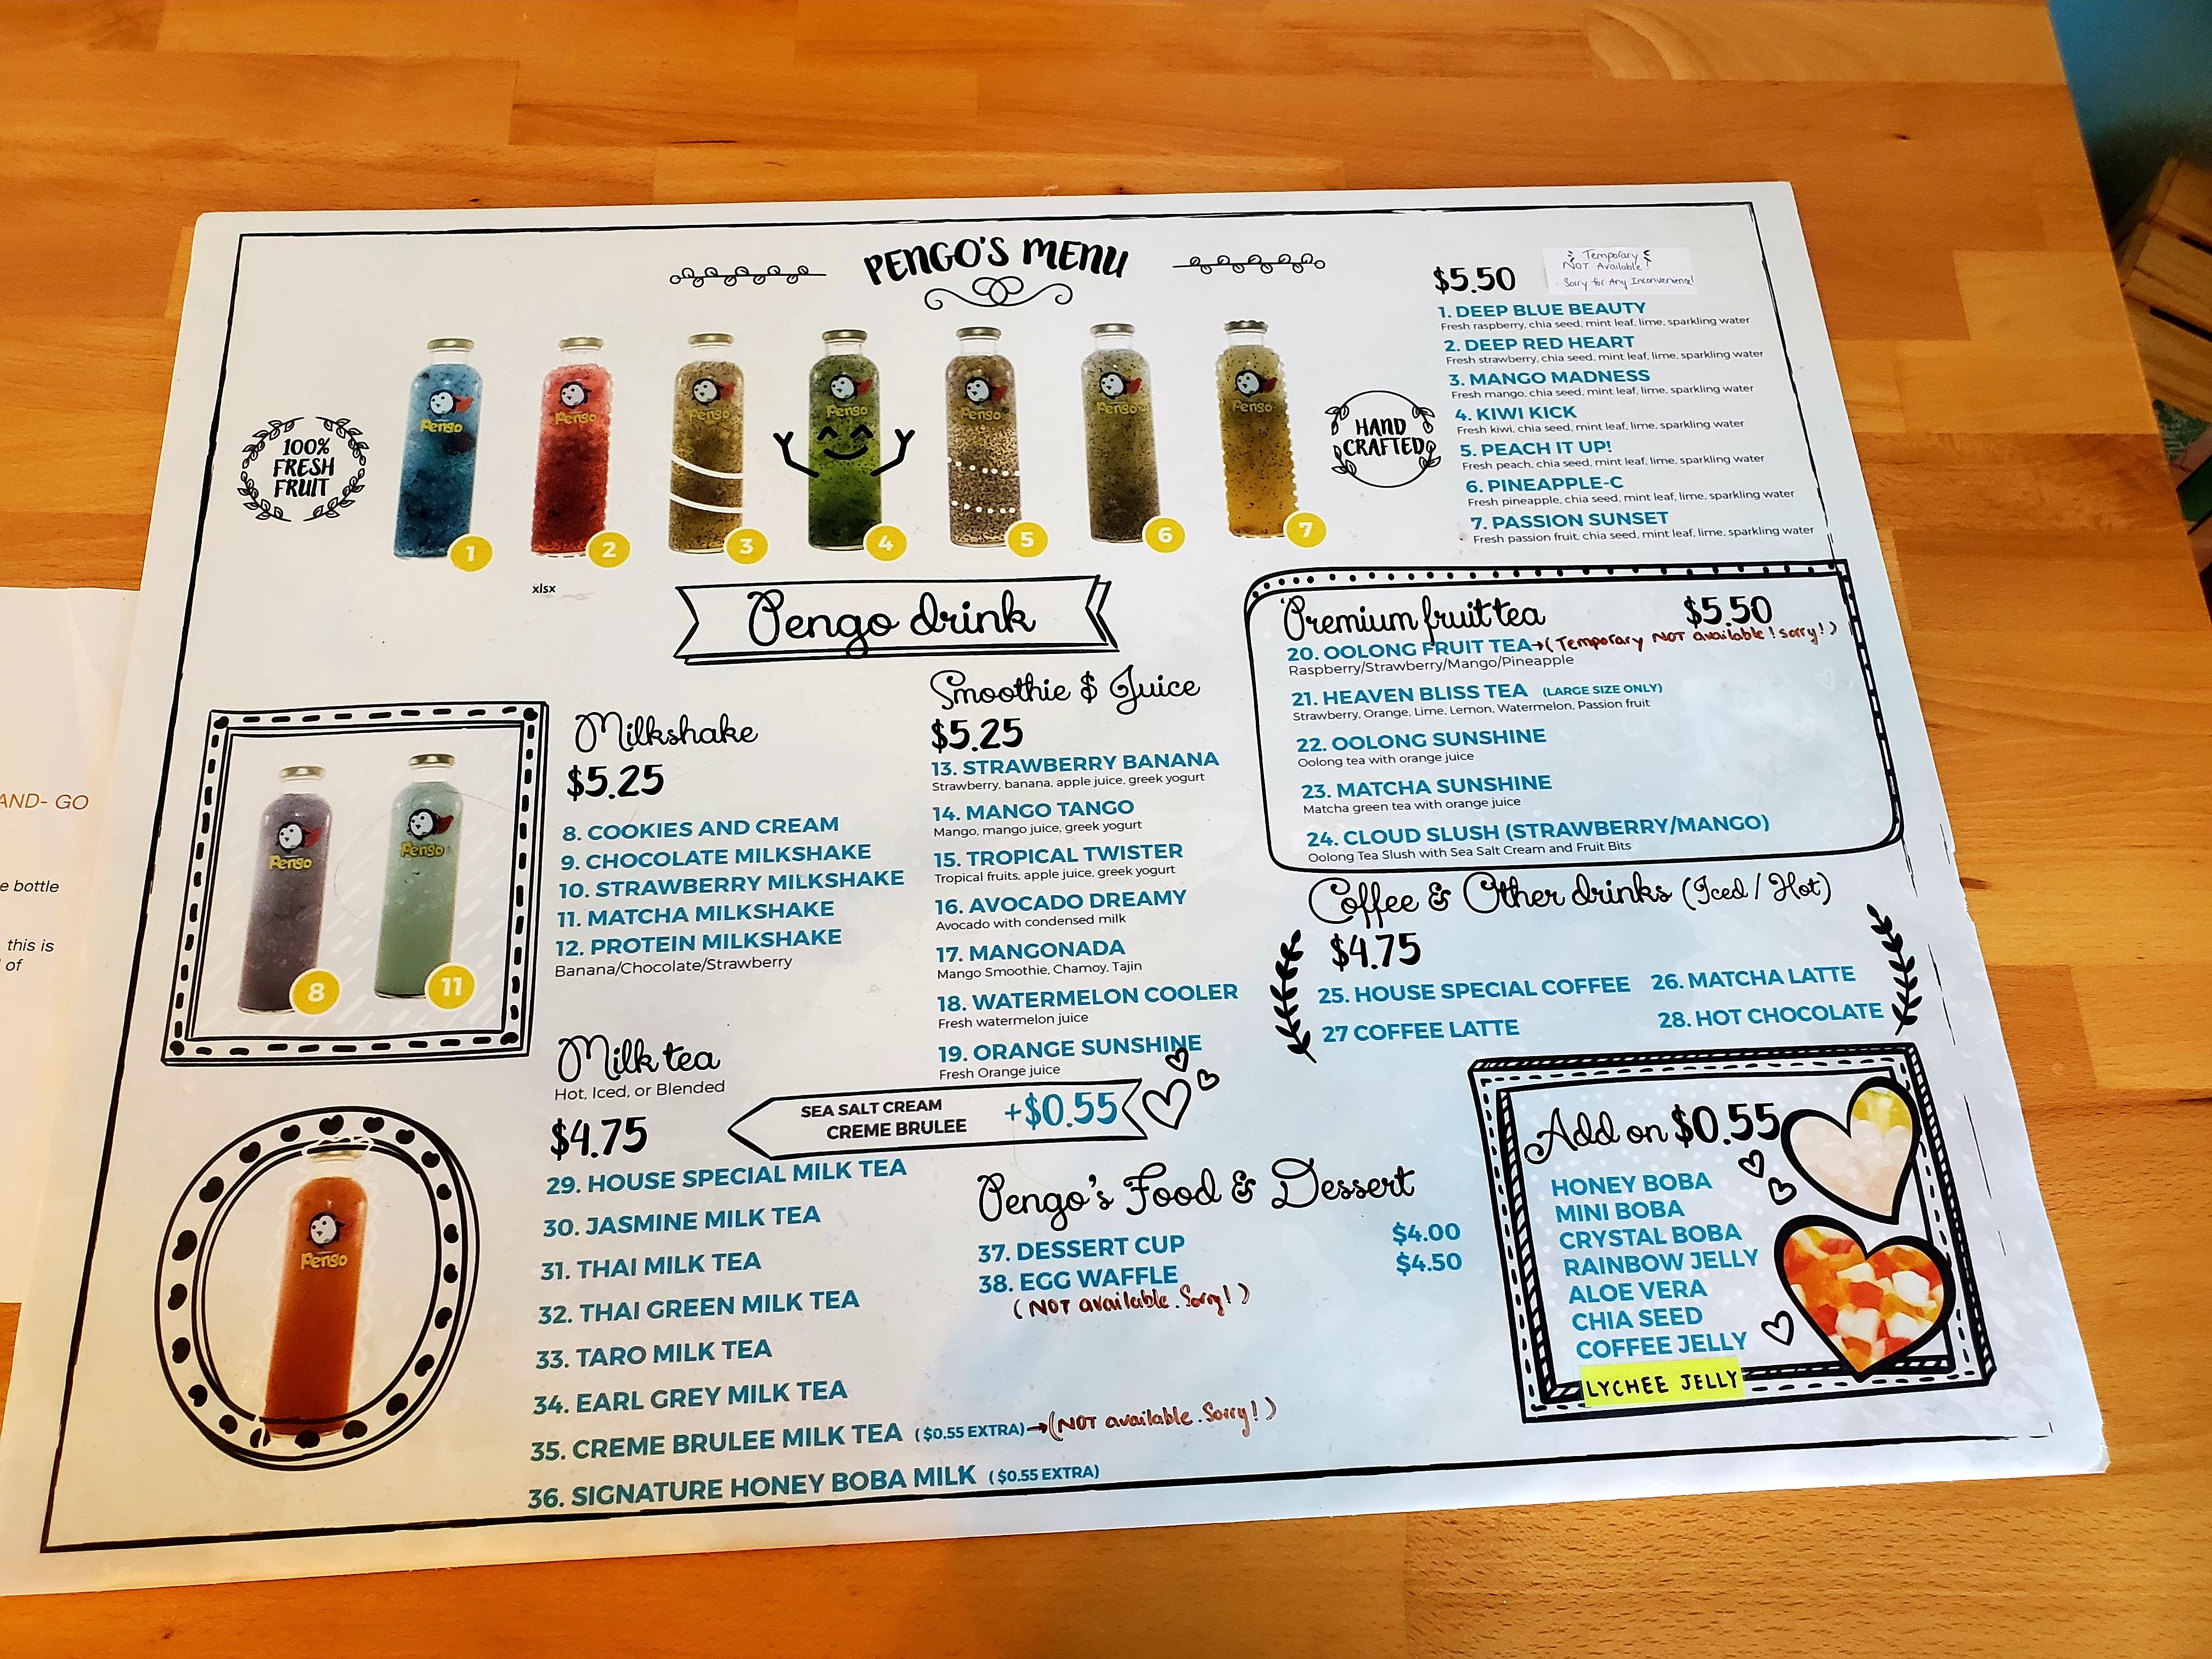 PENGO'S MENU
$5.50
Temporary
NOT Available!
Sorry for Any Inconvenience!
1. DEEP BLUE BEAUTY
Fresh raspberry, chia seed, mint leaf, lime, sparkling water
2. DEEP RED HEART
Fresh strawberry, chia seed, mint leaf, lime, sparkling water
3. MANGO MADNESS
Fresh mango, chia seed, mint leaf, lime, sparkling water
4. KIWI KICK
Fresh kiwi, chia seed, mint leaf, lime, sparkling water
5. PEACH IT UP!
Fresh peach, chia seed, mint leaf, lime, sparkling water
6. PINEAPPLE-C
Fresh pineapple, chia seed, mint leaf, lime, sparkling water
7. PASSION SUNSET
Fresh passion fruit, chia seed, mint leaf, lime, sparkling water
100%
FRESH
FRUIT
Pengo
Pengo
Pengo
Pengo
Pengo
Pengo
Pengo
1
2
3
4
5
6
7
HAND
CRAFTED
xlsx
Pengo drink
Pengo
Pengo
8
11
Milkshake
$5.25
8. COOKIES AND CREAM
9. CHOCOLATE MILKSHAKE
10. STRAWBERRY MILKSHAKE
11. MATCHA MILKSHAKE
12. PROTEIN MILKSHAKE
Banana/Chocolate/Strawberry
Smoothie $ Juice
$5.25
13. STRAWBERRY BANANA
Strawberry, banana, apple juice, greek yogurt
14. MANGO TANGO
Mango, mango juice, greek yogurt
15. TROPICAL TWISTER
Tropical fruits, apple juice, greek yogurt
16. AVOCADO DREAMY
Avocado with condensed milk
17. MANGONADA
Mango Smoothie, Chamoy, Tajin
18. WATERMELON COOLER
Fresh watermelon juice
19. ORANGE SUNSHINE
Fresh Orange juice
Premium fruit tea $5.50
20. OOLONG FRUIT TEA→(Temporary NOT available! sorry!)
Raspberry/Strawberry/Mango/Pineapple
21. HEAVEN BLISS TEA (LARGE SIZE ONLY)
Strawberry, Orange, Lime, Lemon, Watermelon, Passion fruit
22. OOLONG SUNSHINE
Oolong tea with orange juice
23. MATCHA SUNSHINE
Matcha green tea with orange juice
24. CLOUD SLUSH (STRAWBERRY/MANGO)
Oolong Tea Slush with Sea Salt Cream and Fruit Bits
Coffee & Other drinks (Iced / Hot)
$4.75
25. HOUSE SPECIAL COFFEE 26. MATCHA LATTE
27 COFFEE LATTE 28. HOT CHOCOLATE
Milk tea
Hot, Iced, or Blended
$4.75
SEA SALT CREAM
CREME BRULEE
+$0.55
Pengo
29. HOUSE SPECIAL MILK TEA
30. JASMINE MILK TEA
31. THAI MILK TEA
32. THAI GREEN MILK TEA
33. TARO MILK TEA
34. EARL GREY MILK TEA
35. CREME BRULEE MILK TEA ($0.55 EXTRA)→(NOT available. Sorry!)
36. SIGNATURE HONEY BOBA MILK ($0.55 EXTRA)
Pengo's Food & Dessert
37. DESSERT CUP $4.00
38. EGG WAFFLE $4.50
(NOT available. Sorry!)
Add on $0.55
HONEY BOBA
MINI BOBA
CRYSTAL BOBA
RAINBOW JELLY
ALOE VERA
CHIA SEED
COFFEE JELLY
LYCHEE JELLY
AND- GO
e bottle
this is
of